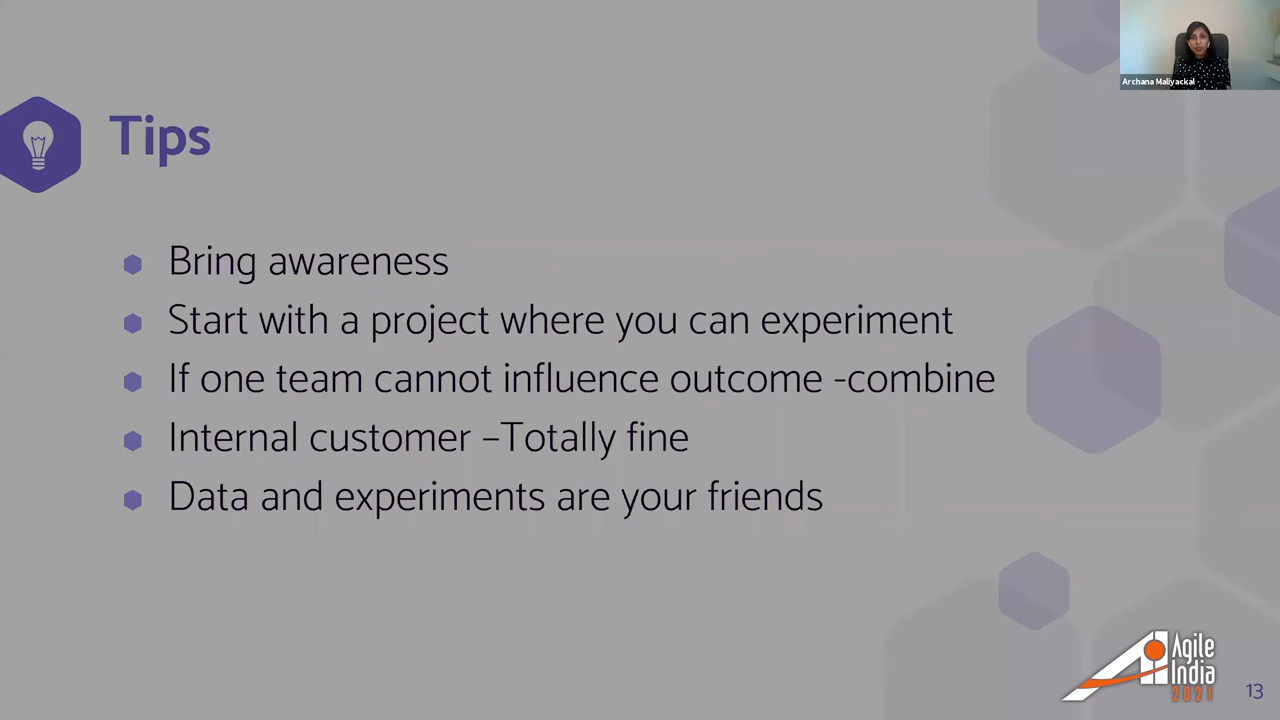 Archana Maliyackal
Tips
Bring awareness
Start with a project where you can experiment
If one team cannot influence outcome -combine
Internal customer –Totally fine
Data and experiments are your friends
Agile
India
2021
13